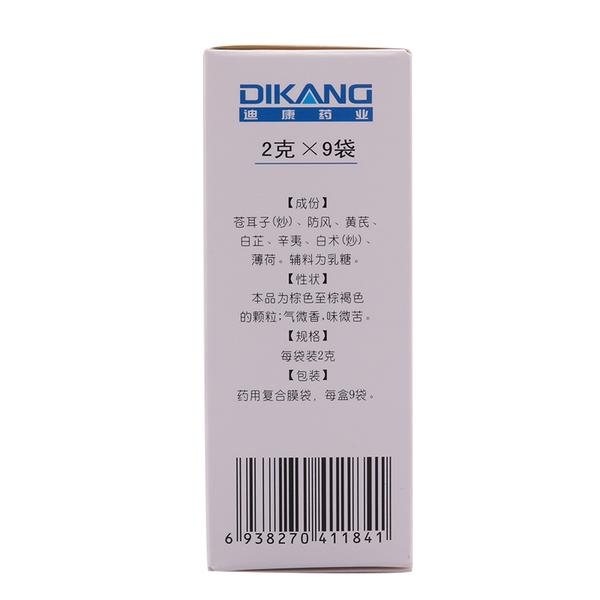 DIKANG
迪康药业
2克×9袋
【成份】
苍耳子(炒)、防风、黄芪、
白芷、辛夷、白术(炒)、
薄荷。辅料为乳糖。
【性状】
本品为棕色至棕褐色
的颗粒;气微香,味微苦。
【规格】
每袋装2克
【包装】
药用复合膜袋,每盒9袋。
6 938270 411841